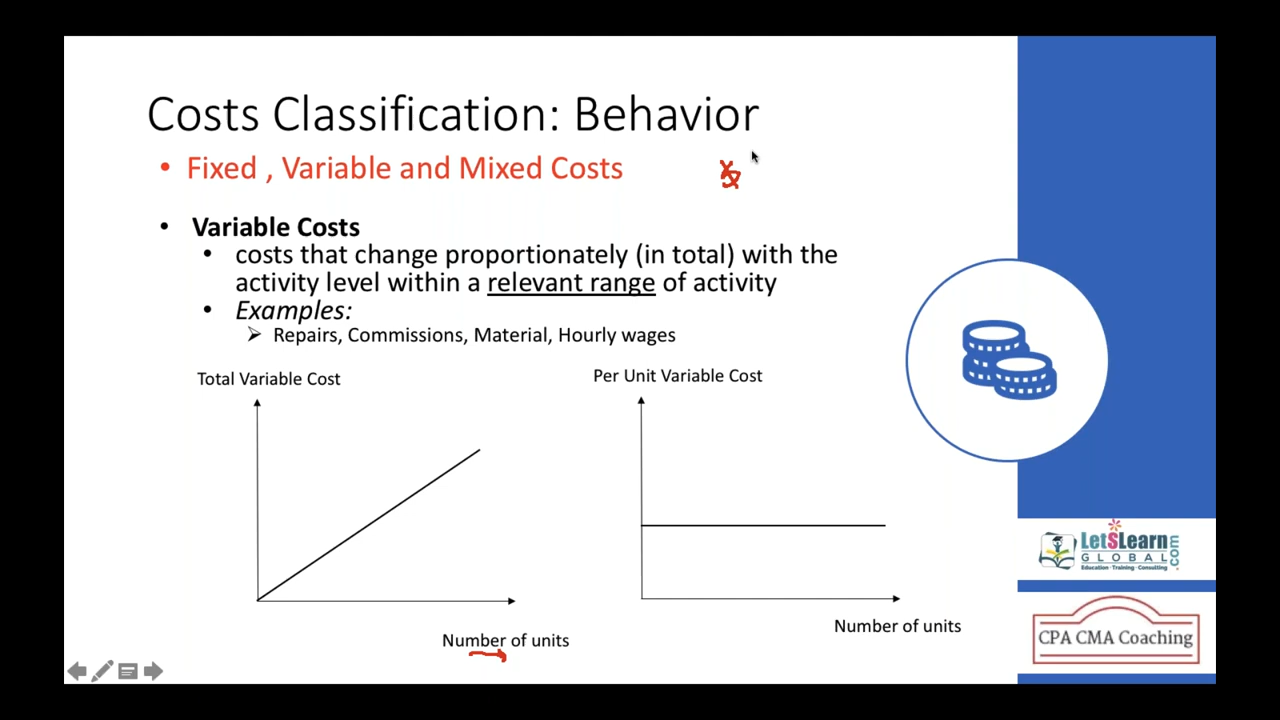 Costs Classification: Behavior
• Fixed , Variable and Mixed Costs
• Variable Costs
• costs that change proportionately (in total) with the
activity level within a relevant range of activity
• Examples:
➢ Repairs, Commissions, Material, Hourly wages
Total Variable Cost
Per Unit Variable Cost
Number of units
Number of units
LetSLearn
GLOBAL.com
Education · Training · Consulting
CPA CMA Coaching